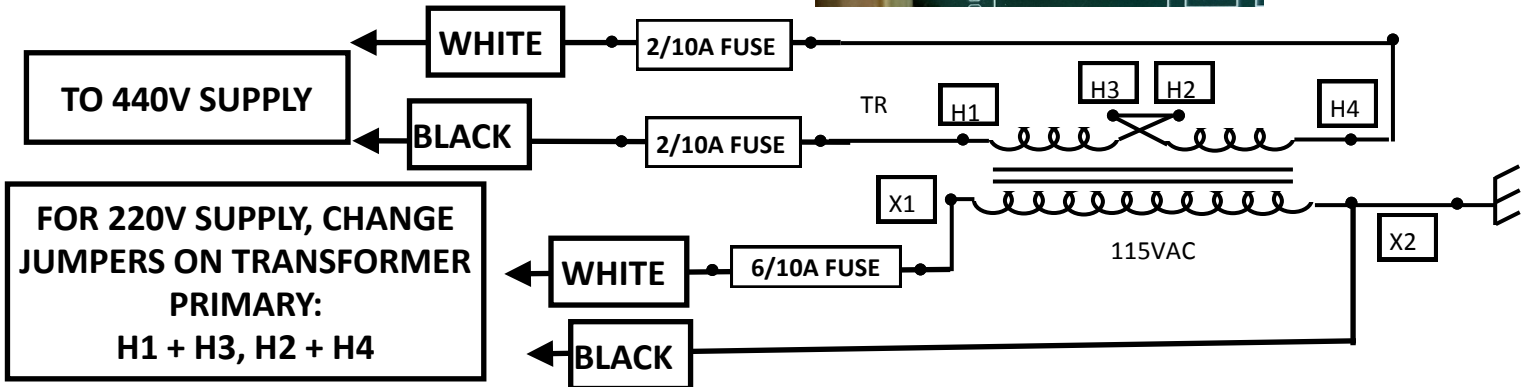 WHITE
2/10A FUSE
TO 440V SUPPLY
TR
H1
H3
H2
H4
BLACK
2/10A FUSE
FOR 220V SUPPLY, CHANGE
JUMPERS ON TRANSFORMER
PRIMARY:
H1 + H3, H2 + H4
X1
X2
115VAC
WHITE
6/10A FUSE
BLACK